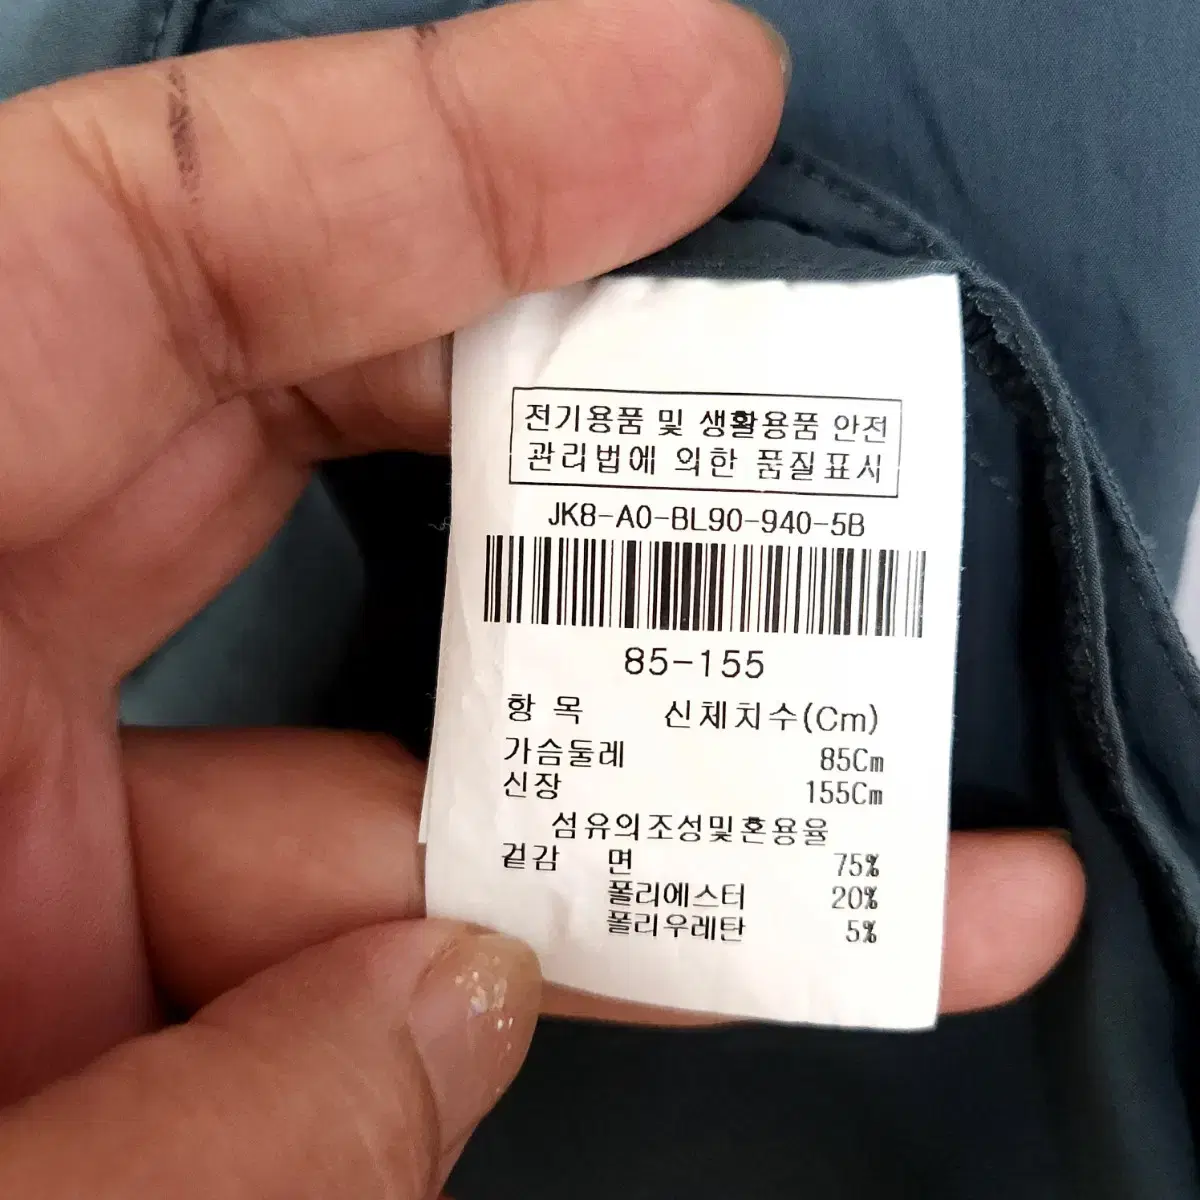 전기용품 및 생활용품 안전
관리법에 의한 품질표시
JK8-A0-BL90-940-5B
85-155
항 목 신체치수(Cm)
가슴둘레 85Cm
신장 155Cm
섬유의조성및혼용율
겉감 면 75%
폴리에스터 20%
폴리우레탄 5%